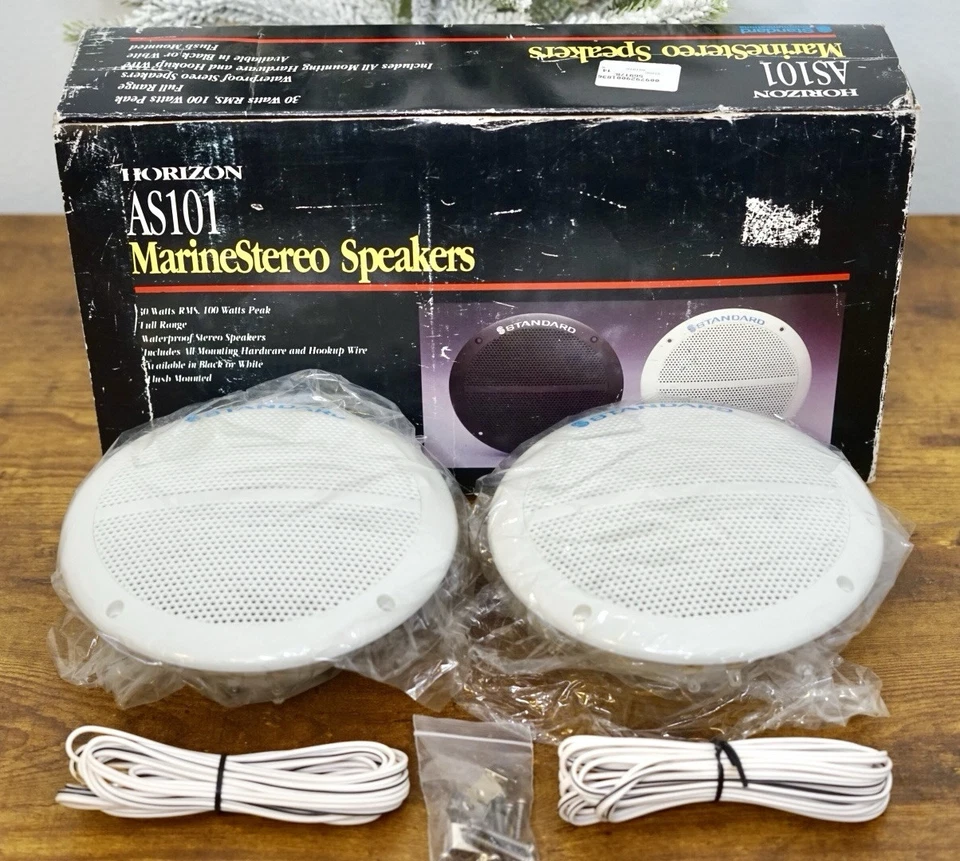 HORIZON
AS101
MarineStereo Speakers
Standard
30 Watts RMS, 100 Watts Peak
Full Range
Waterproof Stereo Speakers
Includes All Mounting Hardware and Hookup Wire
Available In Black or White
Flush Mounted
HORIZON
AS101
MarineStereo Speakers
30 Watts RMS, 100 Watts Peak
Full Range
Waterproof Stereo Speakers
Includes All Mounting Hardware and Hookup Wire
Available in Black or White
Flush Mounted
STANDARD
STANDARD
STANDARD
STANDARD